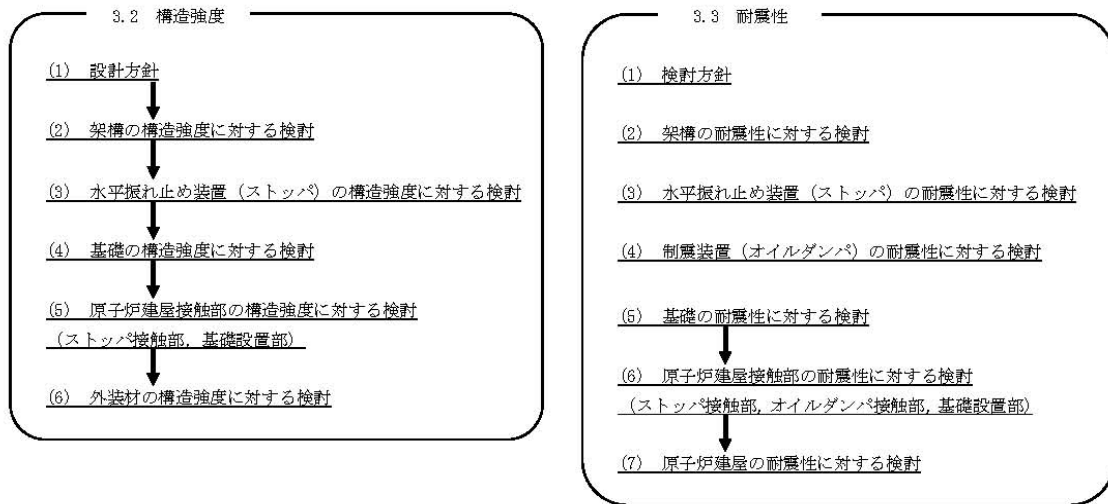 3.2 構造強度
(1) 設計方針
(2) 架構の構造強度に対する検討
(3) 水平振れ止め装置（ストッパ）の構造強度に対する検討
(4) 基礎の構造強度に対する検討
(5) 原子炉建屋接触部の構造強度に対する検討
(ストッパ接触部, 基礎設置部)
(6) 外装材の構造強度に対する検討
3.3 耐震性
(1) 検討方針
(2) 架構の耐震性に対する検討
(3) 水平振れ止め装置（ストッパ）の耐震性に対する検討
(4) 制震装置（オイルダンパ）の耐震性に対する検討
(5) 基礎の耐震性に対する検討
(6) 原子炉建屋接触部の耐震性に対する検討
(ストッパ接触部, オイルダンパ接触部, 基礎設置部)
(7) 原子炉建屋の耐震性に対する検討